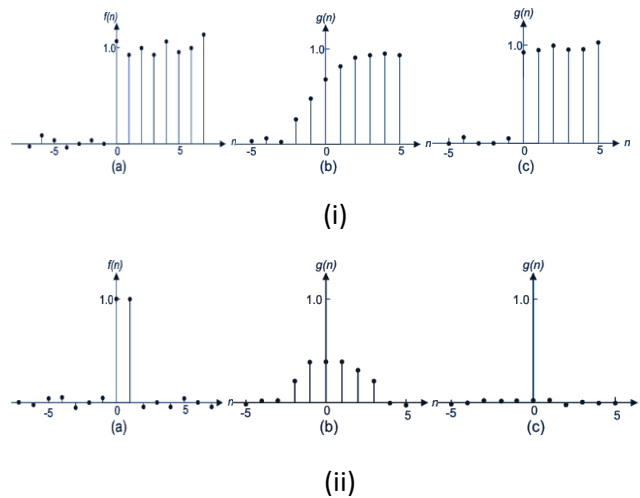 f(n) g(n) g(n)
1.0 1.0 1.0
-5 0 5 n -5 0 5 n -5 0 5 n
(a) (b) (c)
(i)
f(n) g(n) g(n)
1.0 1.0 1.0
-5 0 5 n -5 0 5 n -5 0 5
(a) (b) (c)
(ii)